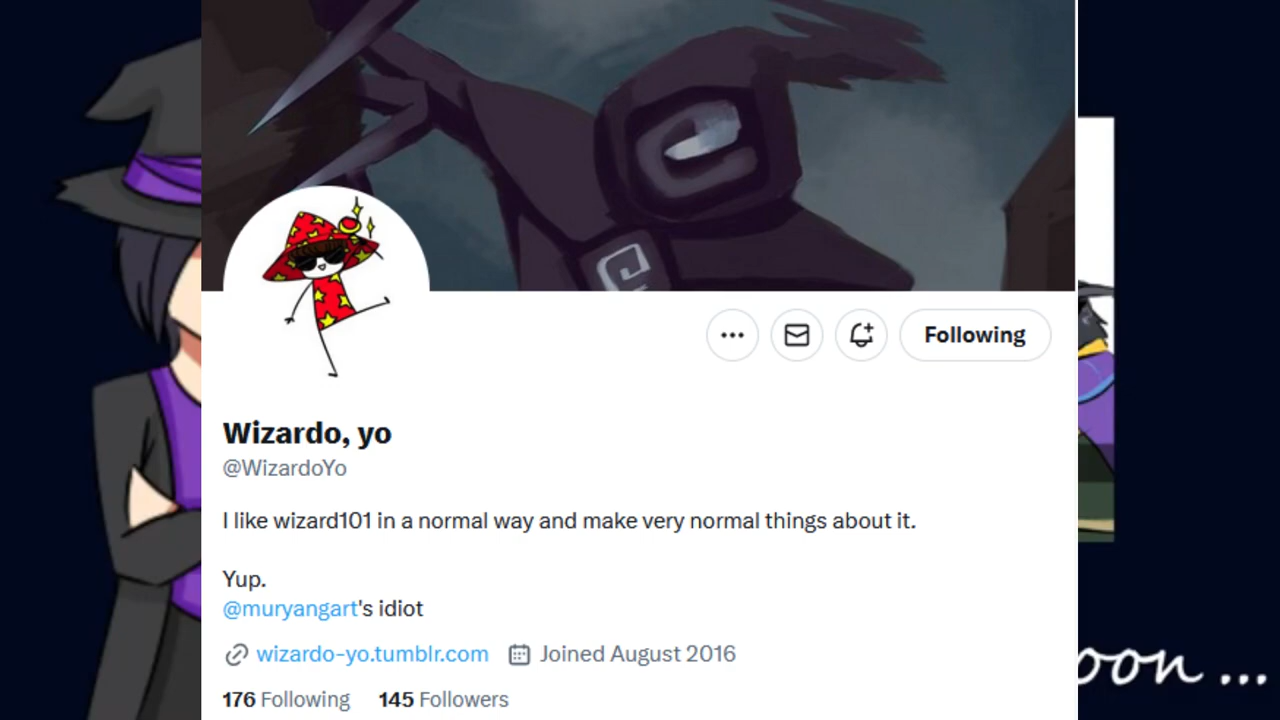 Following
Wizardo, yo
@WizardoYo
I like wizard101 in a normal way and make very normal things about it.
Yup.
@muryangart's idiot
wizardo-yo.tumblr.com Joined August 2016
176 Following 145 Followers